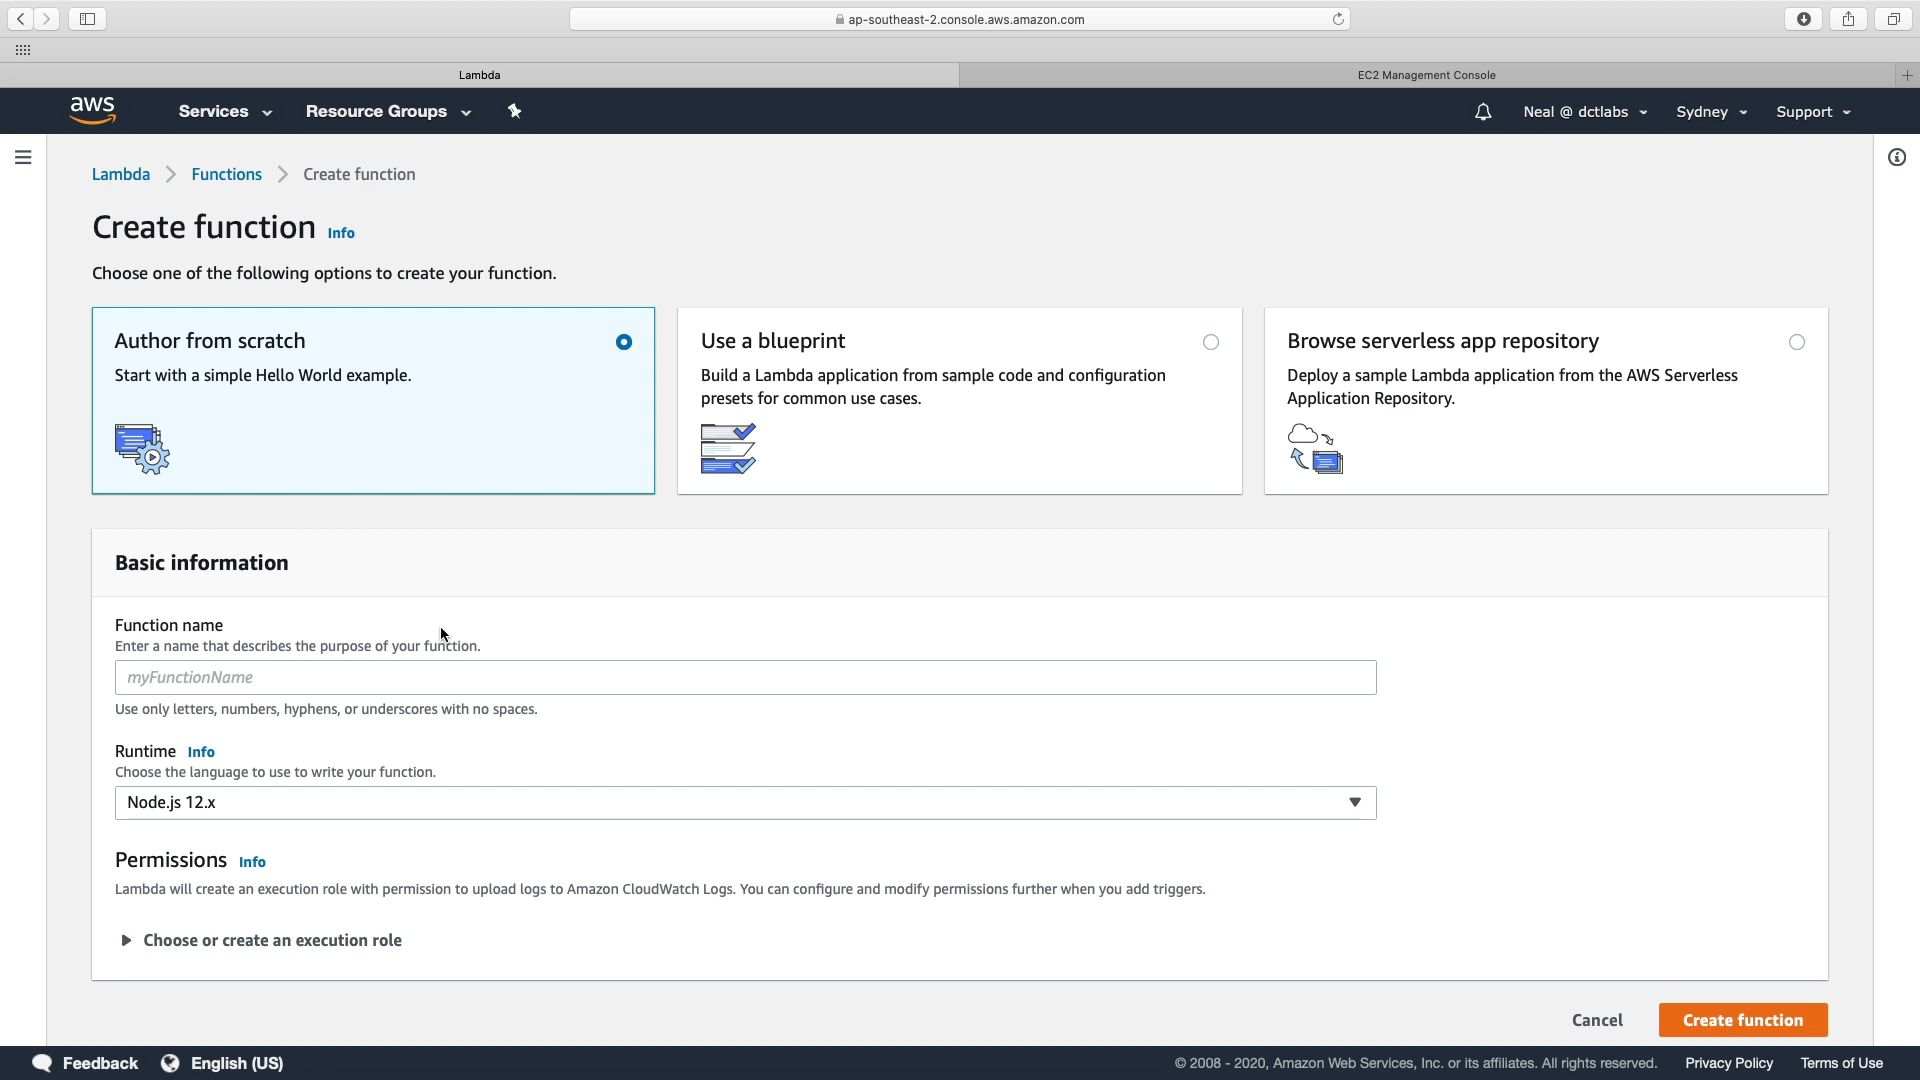 ap-southeast-2.console.aws.amazon.com
Lambda
EC2 Management Console
aws
Services
Resource Groups
Neal @ dctlabs
Sydney
Support
Lambda
Functions
Create function
Create function Info
Choose one of the following options to create your function.
Author from scratch
Start with a simple Hello World example.
Use a blueprint
Build a Lambda application from sample code and configuration
presets for common use cases.
Browse serverless app repository
Deploy a sample Lambda application from the AWS Serverless
Application Repository.
Basic information
Function name
Enter a name that describes the purpose of your function.
myFunctionName
Use only letters, numbers, hyphens, or underscores with no spaces.
Runtime Info
Choose the language to use to write your function.
Node.js 12.x
Permissions Info
Lambda will create an execution role with permission to upload logs to Amazon CloudWatch Logs. You can configure and modify permissions further when you add triggers.
Choose or create an execution role
Cancel
Create function
Feedback
English (US)
© 2008 - 2020, Amazon Web Services, Inc. or its affiliates. All rights reserved.
Privacy Policy
Terms of Use